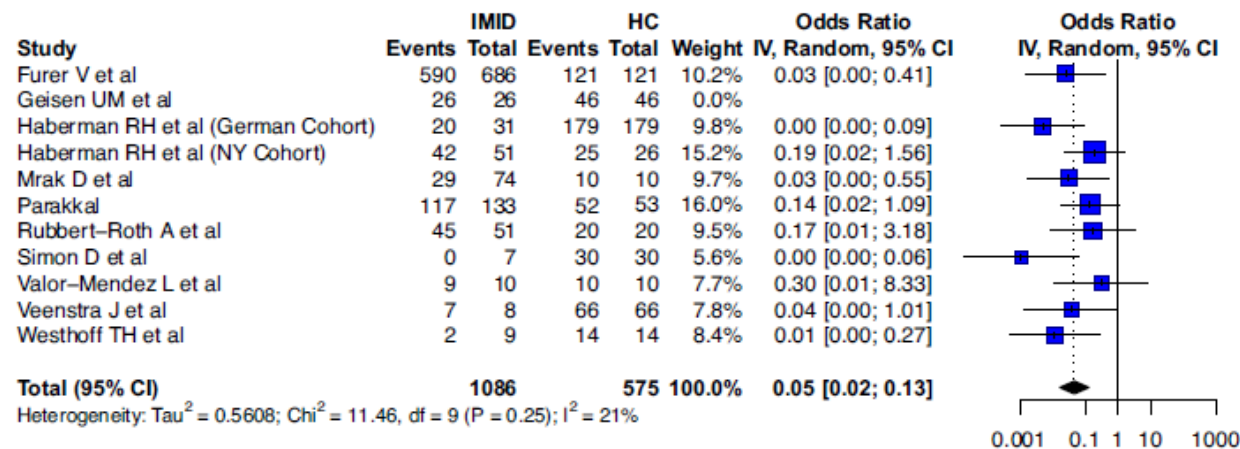 IMID HC Odds Ratio Odds Ratio
Study Events Total Events Total Weight IV, Random, 95% CI IV, Random, 95% CI
Furer V et al 590 686 121 121 10.2% 0.03 [0.00; 0.41]
Geisen UM et al 26 26 46 46 0.0%
Haberman RH et al (German Cohort) 20 31 179 179 9.8% 0.00 [0.00; 0.09]
Haberman RH et al (NY Cohort) 42 51 25 26 15.2% 0.19 [0.02; 1.56]
Mrak D et al 29 74 10 10 9.7% 0.03 [0.00; 0.55]
Parakkal 117 133 52 53 16.0% 0.14 [0.02; 1.09]
Rubbert−Roth A et al 45 51 20 20 9.5% 0.17 [0.01; 3.18]
Simon D et al 0 7 30 30 5.6% 0.00 [0.00; 0.06]
Valor−Mendez L et al 9 10 10 10 7.7% 0.30 [0.01; 8.33]
Veenstra J et al 7 8 66 66 7.8% 0.04 [0.00; 1.01]
Westhoff TH et al 2 9 14 14 8.4% 0.01 [0.00; 0.27]
Total (95% CI) 1086 575 100.0% 0.05 [0.02; 0.13]
Heterogeneity: Tau² = 0.5608; Chi² = 11.46, df = 9 (P = 0.25); I² = 21%
0.001 0.1 1 10 1000